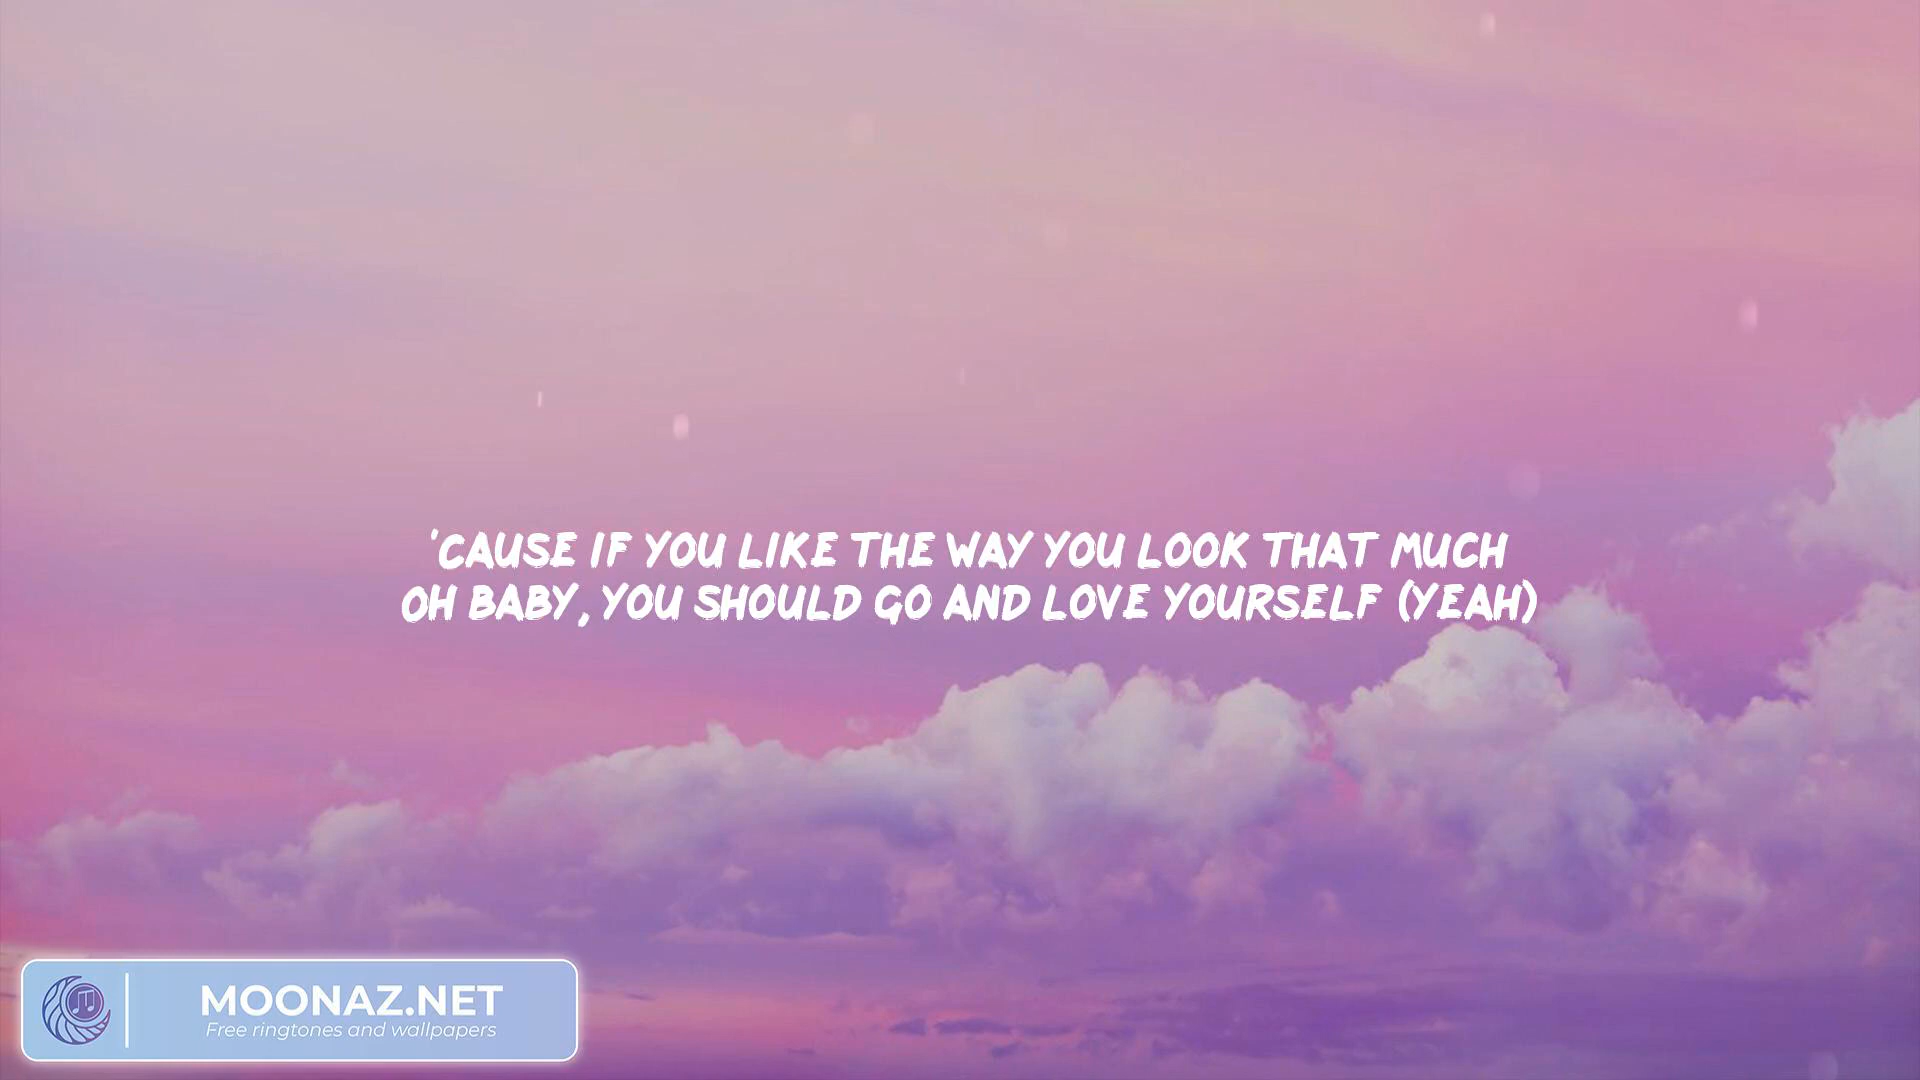 'CAUSE IF YOU LIKE THE WAY YOU LOOK THAT MUCH
OH BABY, YOU SHOULD GO AND LOVE YOURSELF (YEAH)
MOONAZ.NET
Free ringtones and wallpapers